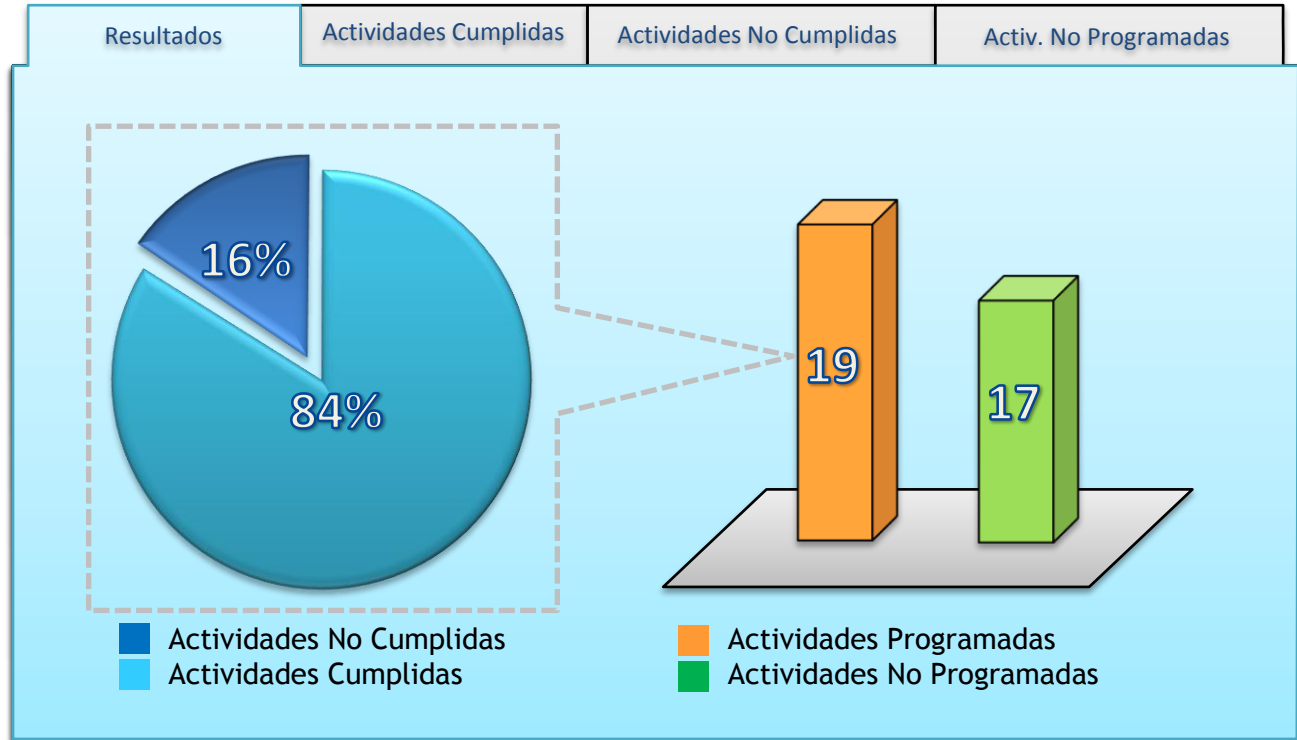 Resultados
Actividades Cumplidas
Actividades No Cumplidas
Activ. No Programadas
16%
84%
19
17
Actividades No Cumplidas
Actividades Cumplidas
Actividades Programadas
Actividades No Programadas